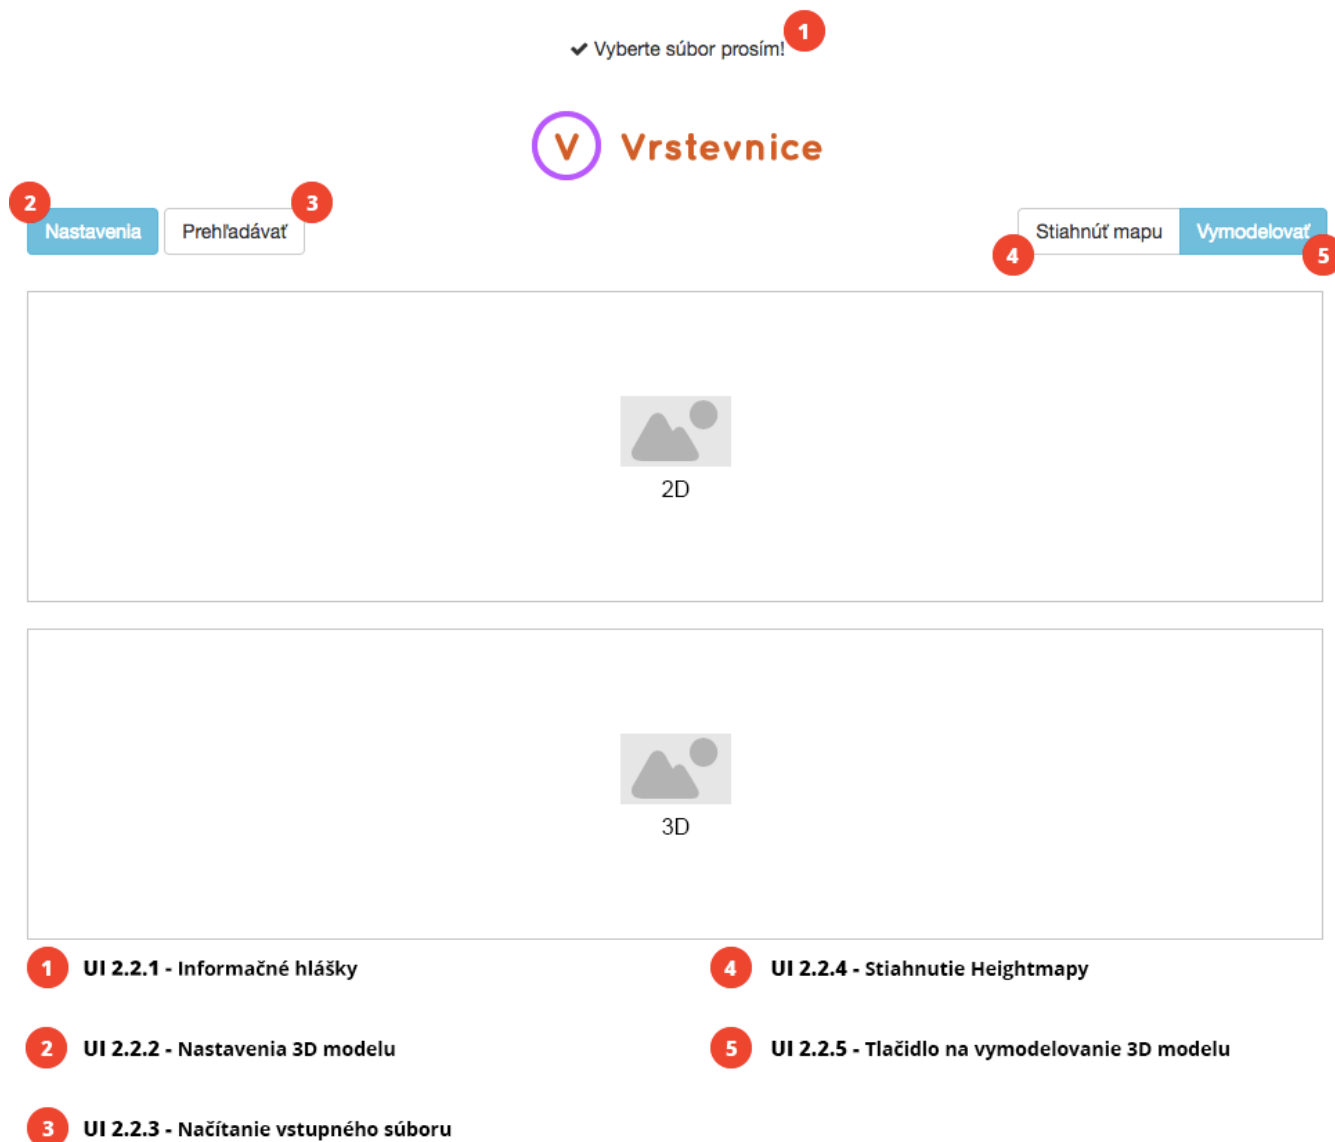 1
✔ Vyberte súbor prosím!
V Vrstevnice
2 3
Nastavenia Prehľadávať Stiahnúť mapu Vymodelovať
4 5
2D
3D
1 UI 2.2.1 - Informačné hlášky
4 UI 2.2.4 - Stiahnutie Heightmapy
2 UI 2.2.2 - Nastavenia 3D modelu
5 UI 2.2.5 - Tlačidlo na vymodelovanie 3D modelu
3 UI 2.2.3 - Načítanie vstupného súboru